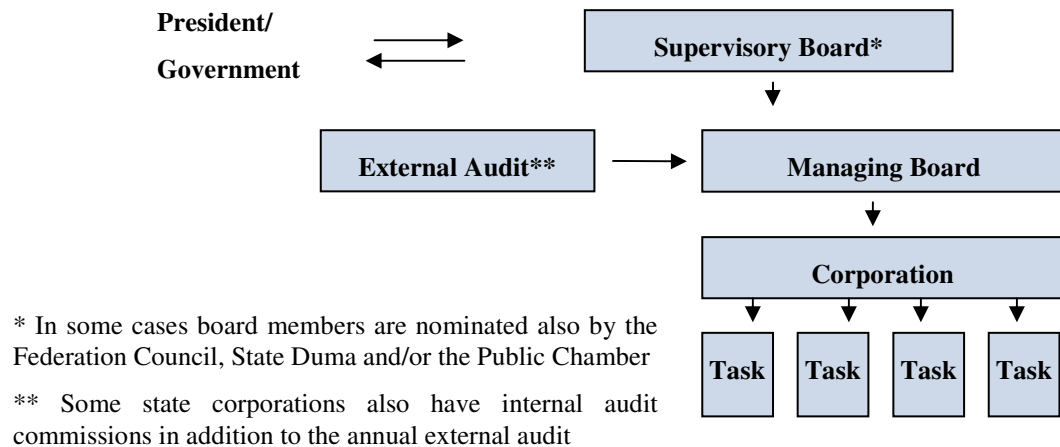 President/
Government
Supervisory Board*
External Audit**
Managing Board
Corporation
Task Task Task Task
* In some cases board members are nominated also by the
Federation Council, State Duma and/or the Public Chamber
** Some state corporations also have internal audit
commissions in addition to the annual external audit